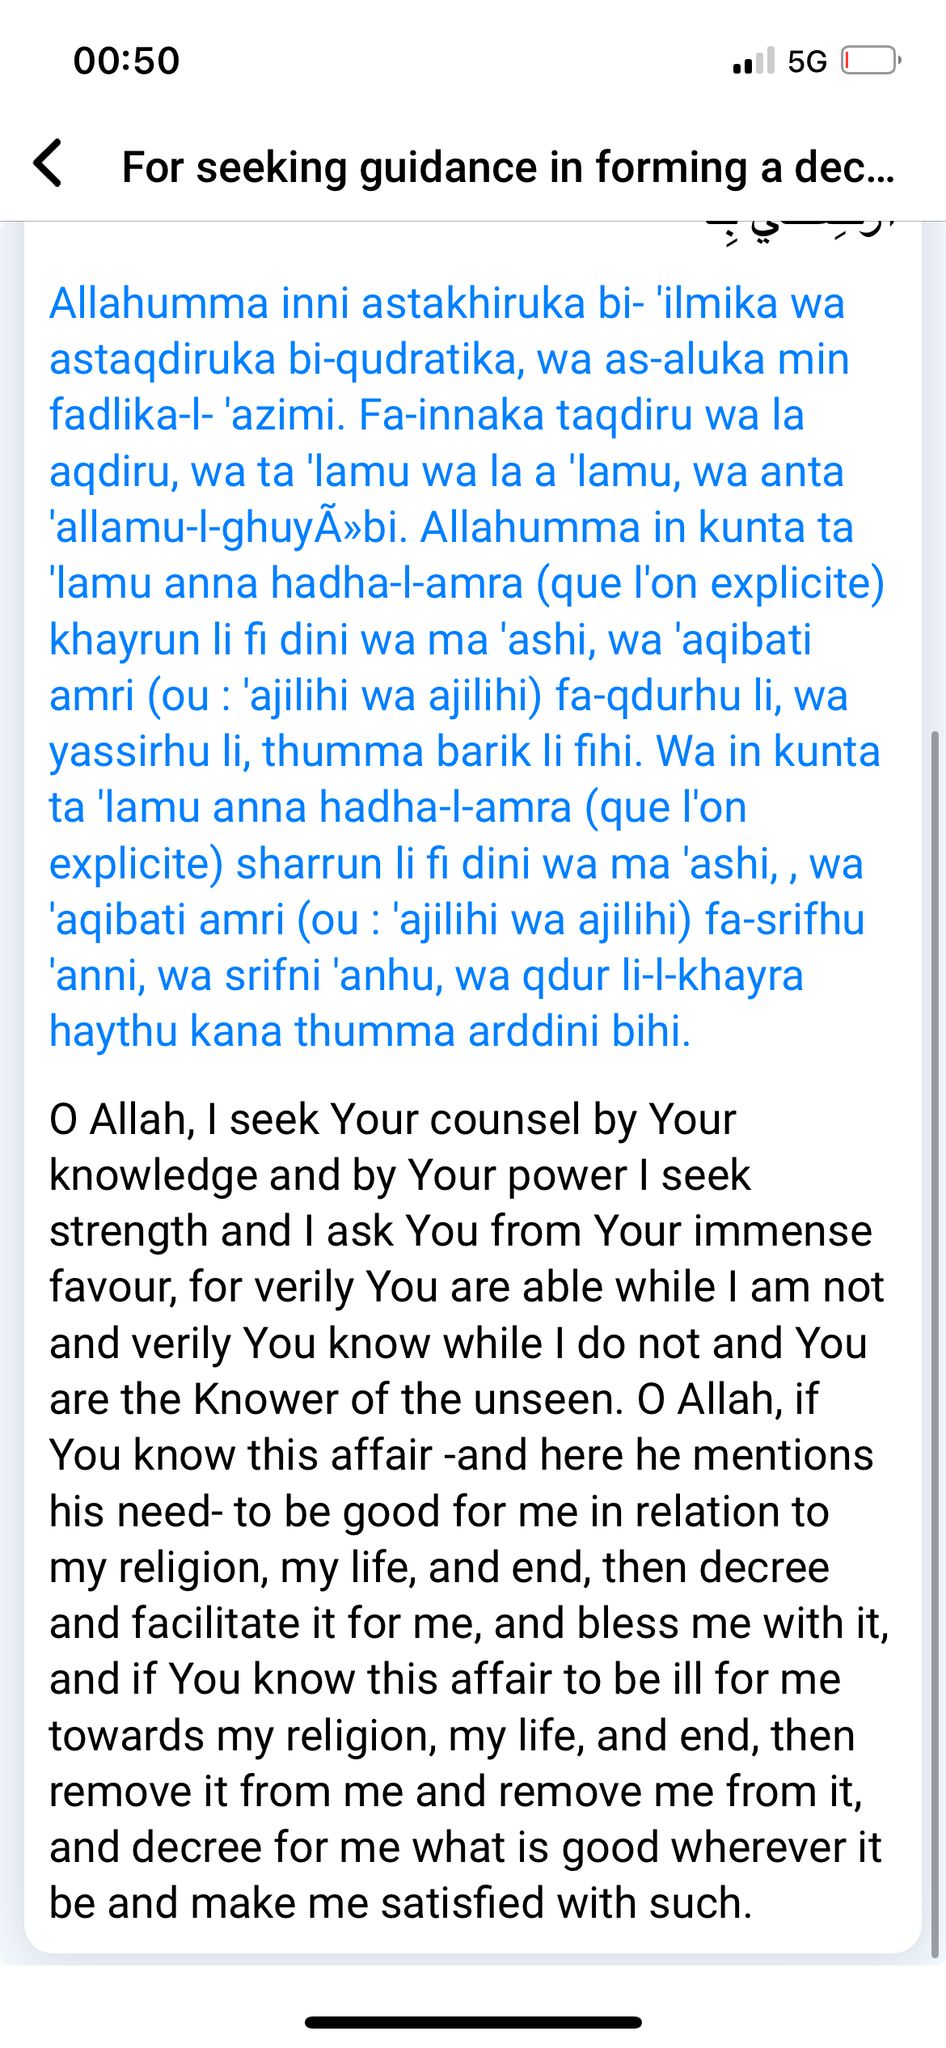 00:50
5G
For seeking guidance in forming a dec...
Allahumma inni astakhiruka bi- 'ilmika wa
astaqdiruka bi-qudratika, wa as-aluka min
fadlika-l- 'azimi. Fa-innaka taqdiru wa la
aqdiru, wa ta 'lamu wa la a 'lamu, wa anta
'allamu-l-ghuyÃ»bi. Allahumma in kunta ta
'lamu anna hadha-l-amra (que l'on explicite)
khayrun li fi dini wa ma 'ashi, wa 'aqibati
amri (ou : 'ajilihi wa ajilihi) fa-qdurhu li, wa
yassirhu li, thumma barik li fihi. Wa in kunta
ta 'lamu anna hadha-l-amra (que l'on
explicite) sharrun li fi dini wa ma 'ashi, , wa
'aqibati amri (ou : 'ajilihi wa ajilihi) fa-srifhu
'anni, wa srifni 'anhu, wa qdur li-l-khayra
haythu kana thumma arddini bihi.
O Allah, I seek Your counsel by Your
knowledge and by Your power I seek
strength and I ask You from Your immense
favour, for verily You are able while I am not
and verily You know while I do not and You
are the Knower of the unseen. O Allah, if
You know this affair -and here he mentions
his need- to be good for me in relation to
my religion, my life, and end, then decree
and facilitate it for me, and bless me with it,
and if You know this affair to be ill for me
towards my religion, my life, and end, then
remove it from me and remove me from it,
and decree for me what is good wherever it
be and make me satisfied with such.